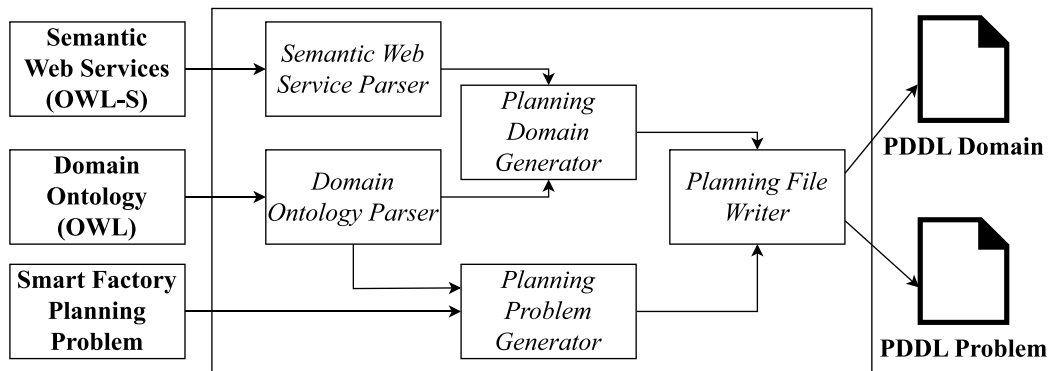 Semantic
Web Services
(OWL-S)
Semantic Web
Service Parser
Planning
Domain
Generator
PDDL Domain
Domain
Ontology
(OWL)
Domain
Ontology Parser
Planning File
Writer
Smart Factory
Planning
Problem
Planning
Problem
Generator
PDDL Problem